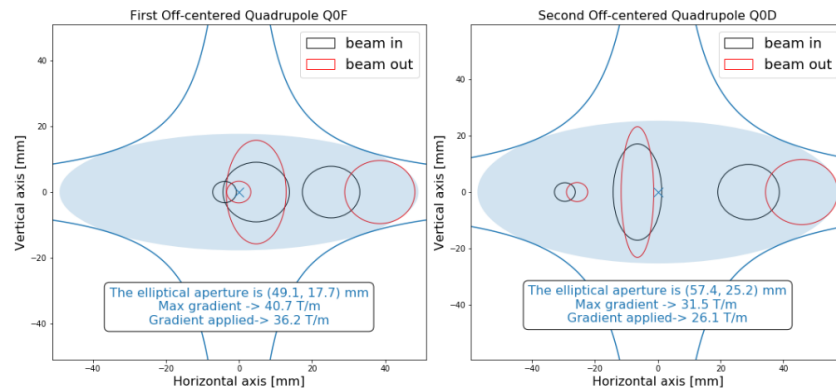 First Off-centered Quadrupole Q0F
beam in
beam out
Vertical axis [mm]
40
20
0
−20
−40
The elliptical aperture is (49.1, 17.7) mm
Max gradient -> 40.7 T/m
Gradient applied-> 36.2 T/m
−40
−20
0
20
40
Horizontal axis [mm]
Second Off-centered Quadrupole Q0D
beam in
beam out
Vertical axis [mm]
40
20
0
−20
−40
The elliptical aperture is (57.4, 25.2) mm
Max gradient -> 31.5 T/m
Gradient applied-> 26.1 T/m
−40
−20
0
20
40
Horizontal axis [mm]